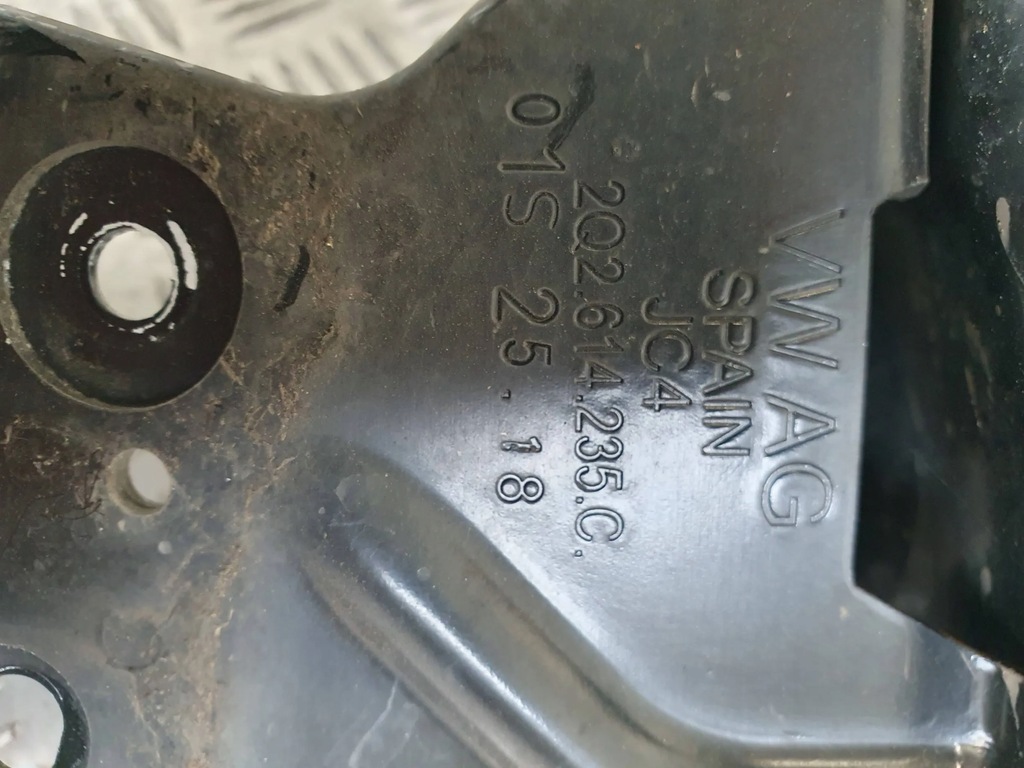 VW AG
SPAIN
JC4
2Q2.614.235.C.
01S 25.18